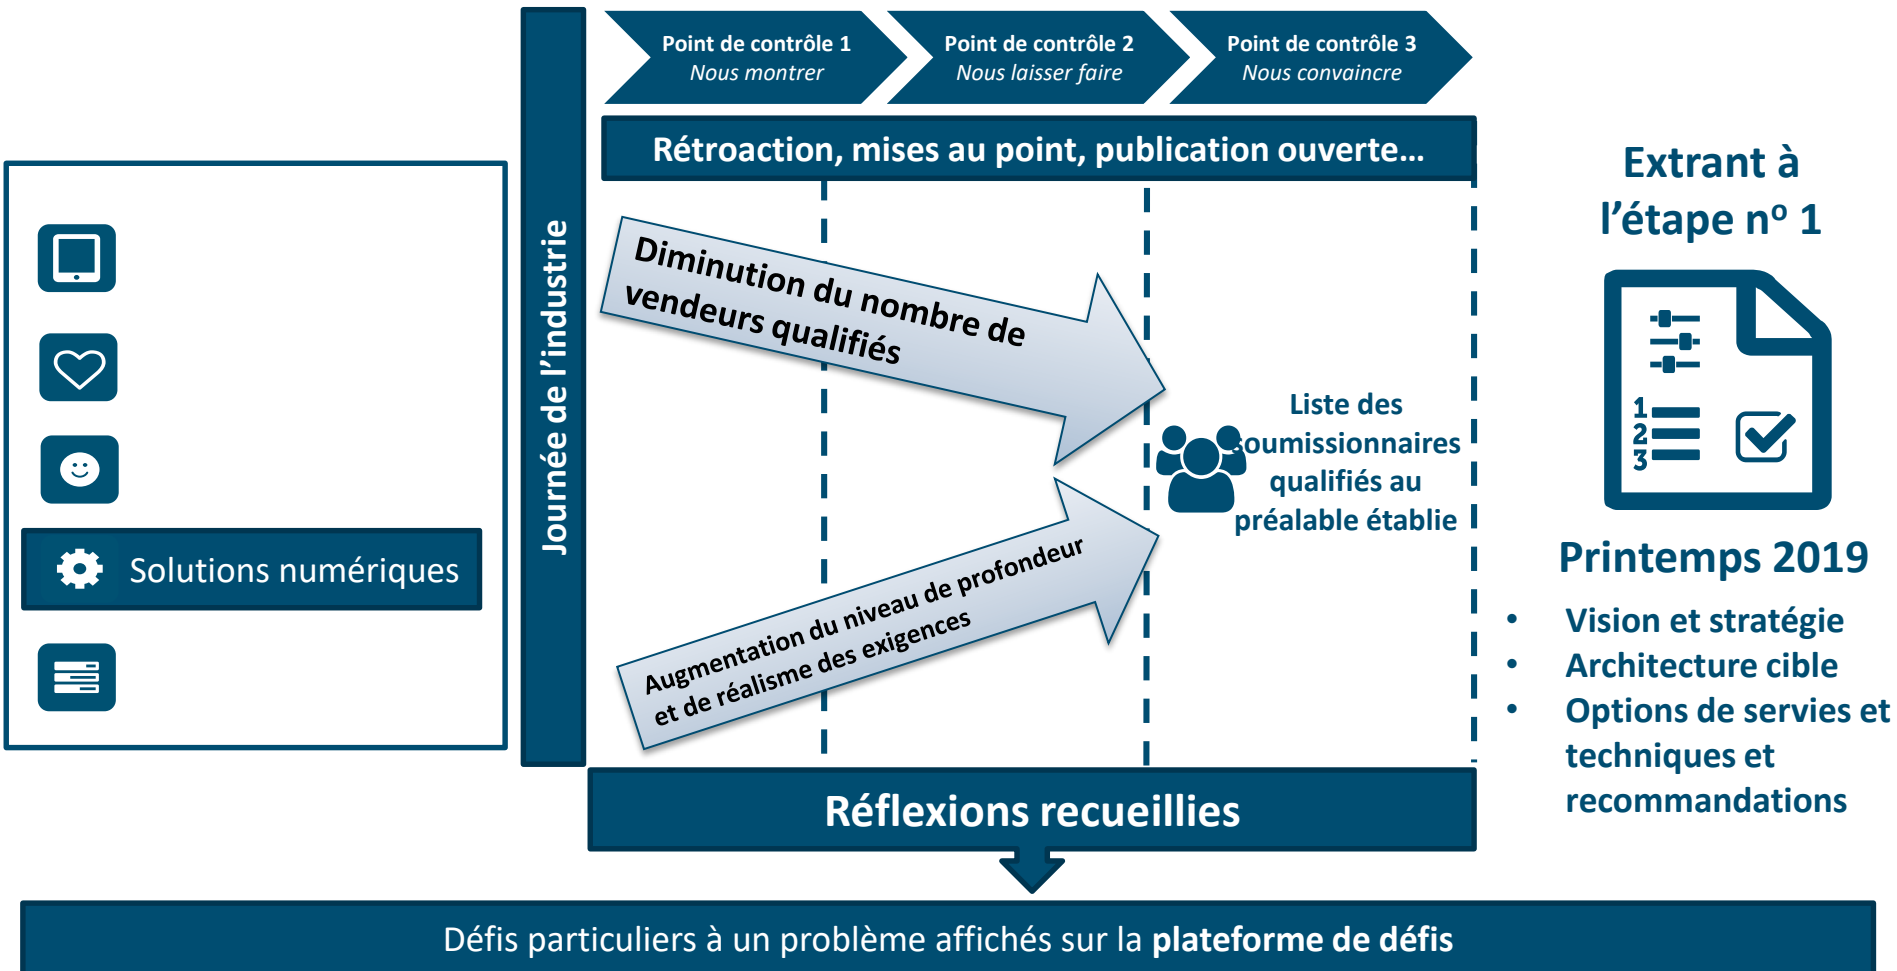 Point de contrôle 1
Nous montrer
Point de contrôle 2
Nous laisser faire
Point de contrôle 3
Nous convaincre
Rétroaction, mises au point, publication ouverte...
Journée de l'industrie
Solutions numériques
Diminution du nombre de
vendeurs qualifiés
Augmentation du niveau de profondeur
et de réalisme des exigences
Liste des
soumissionnaires
qualifiés au
préalable établie
Extrant à
l'étape nº 1
1
2
3
Printemps 2019
• Vision et stratégie
• Architecture cible
• Options de servies et
techniques et
recommandations
Réflexions recueillies
Défis particuliers à un problème affichés sur la plateforme de défis